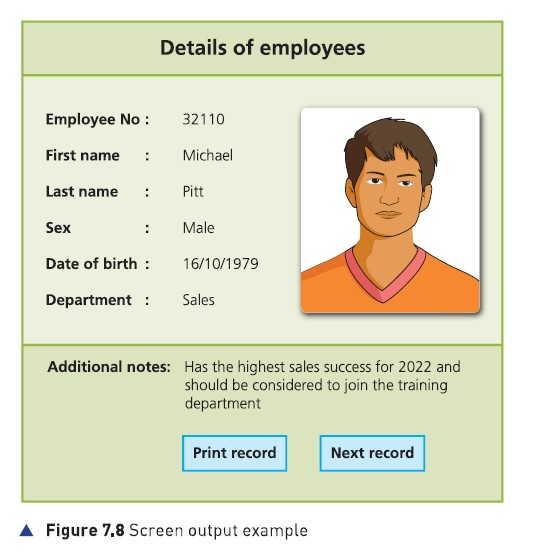 Details of employees
Employee No : 32110
First name : Michael
Last name : Pitt
Sex : Male
Date of birth : 16/10/1979
Department : Sales
Additional notes: Has the highest sales success for 2022 and
should be considered to join the training
department
Print record Next record
▲ Figure 7.8 Screen output example